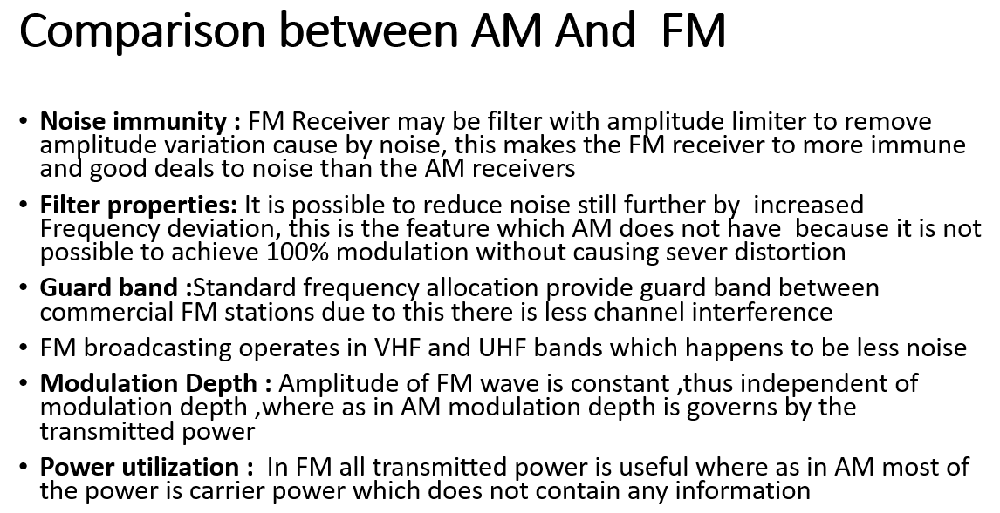 Comparison between AM And  FM
• Noise immunity : FM Receiver may be filter with amplitude limiter to remove
amplitude variation cause by noise, this makes the FM receiver to more immune
and good deals to noise than the AM receivers
• Filter properties: It is possible to reduce noise still further by  increased
Frequency deviation, this is the feature which AM does not have  because it is not
possible to achieve 100% modulation without causing sever distortion
• Guard band :Standard frequency allocation provide guard band between
commercial FM stations due to this there is less channel interference
• FM broadcasting operates in VHF and UHF bands which happens to be less noise
• Modulation Depth : Amplitude of FM wave is constant ,thus independent of
modulation depth ,where as in AM modulation depth is governs by the
transmitted power
• Power utilization :  In FM all transmitted power is useful where as in AM most of
the power is carrier power which does not contain any information